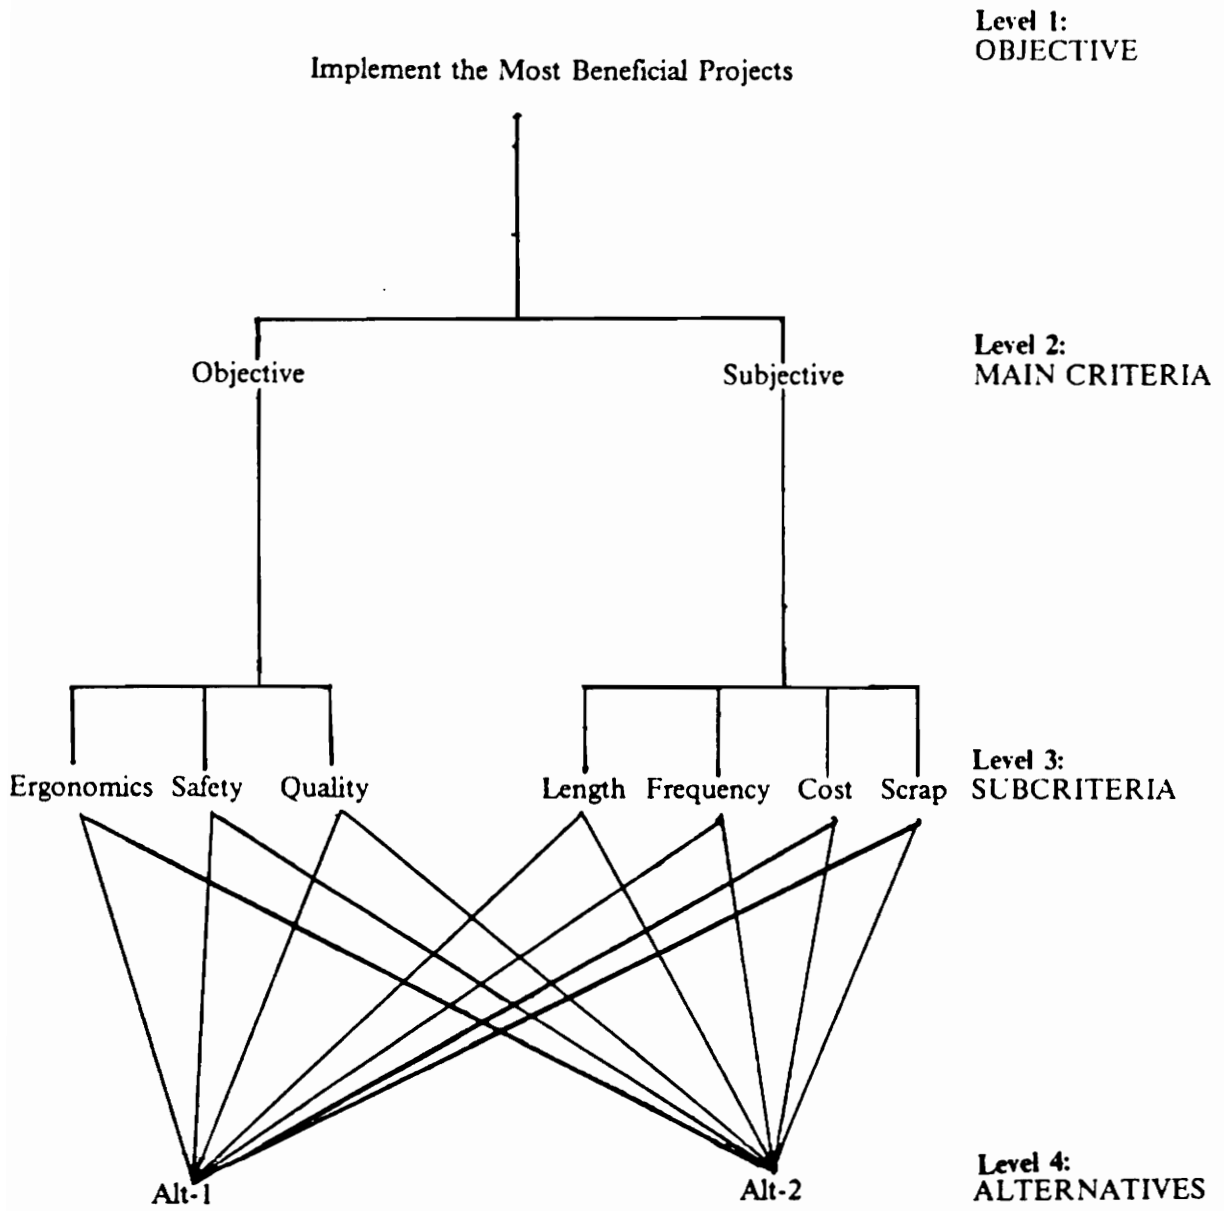 Level 1:
OBJECTIVE
Implement the Most Beneficial Projects
Level 2:
MAIN CRITERIA
Objective
Subjective
Level 3:
SUBCRITERIA
Ergonomics
Safety
Quality
Length
Frequency
Cost
Scrap
Level 4:
ALTERNATIVES
Alt-1
Alt-2